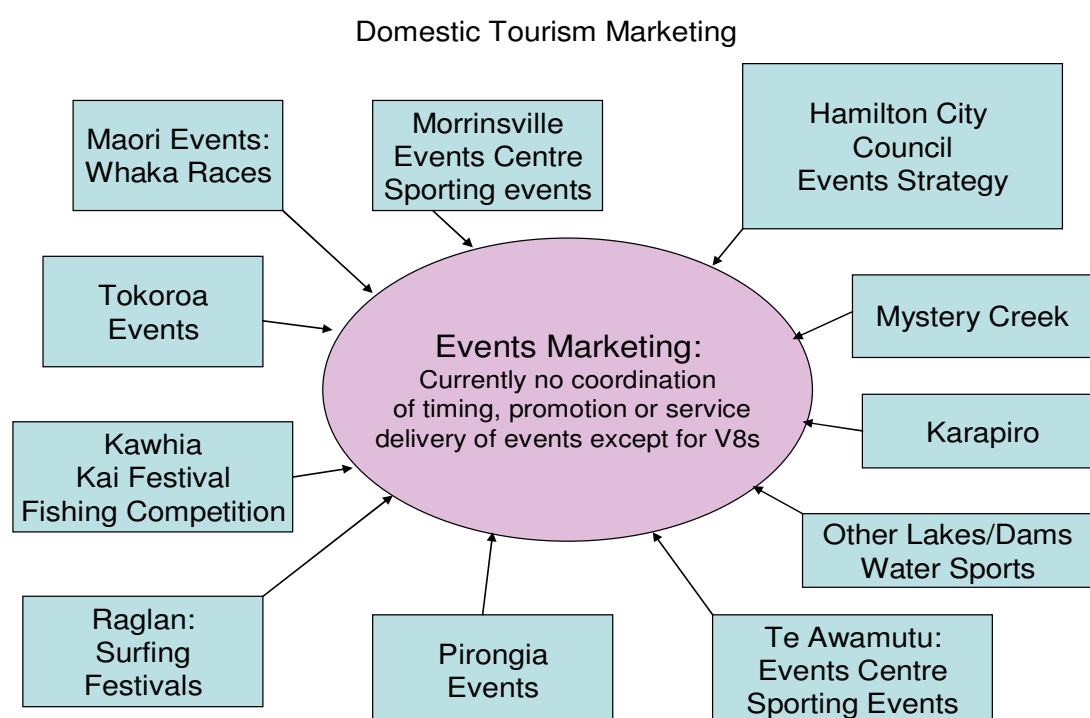 Domestic Tourism Marketing
Maori Events:
Whaka Races
Morrinsville
Events Centre
Sporting events
Hamilton City
Council
Events Strategy
Tokoroa
Events
Mystery Creek
Events Marketing:
Currently no coordination
of timing, promotion or service
delivery of events except for V8s
Kawhia
Kai Festival
Fishing Competition
Karapiro
Other Lakes/Dams
Water Sports
Raglan:
Surfing
Festivals
Pirongia
Events
Te Awamutu:
Events Centre
Sporting Events